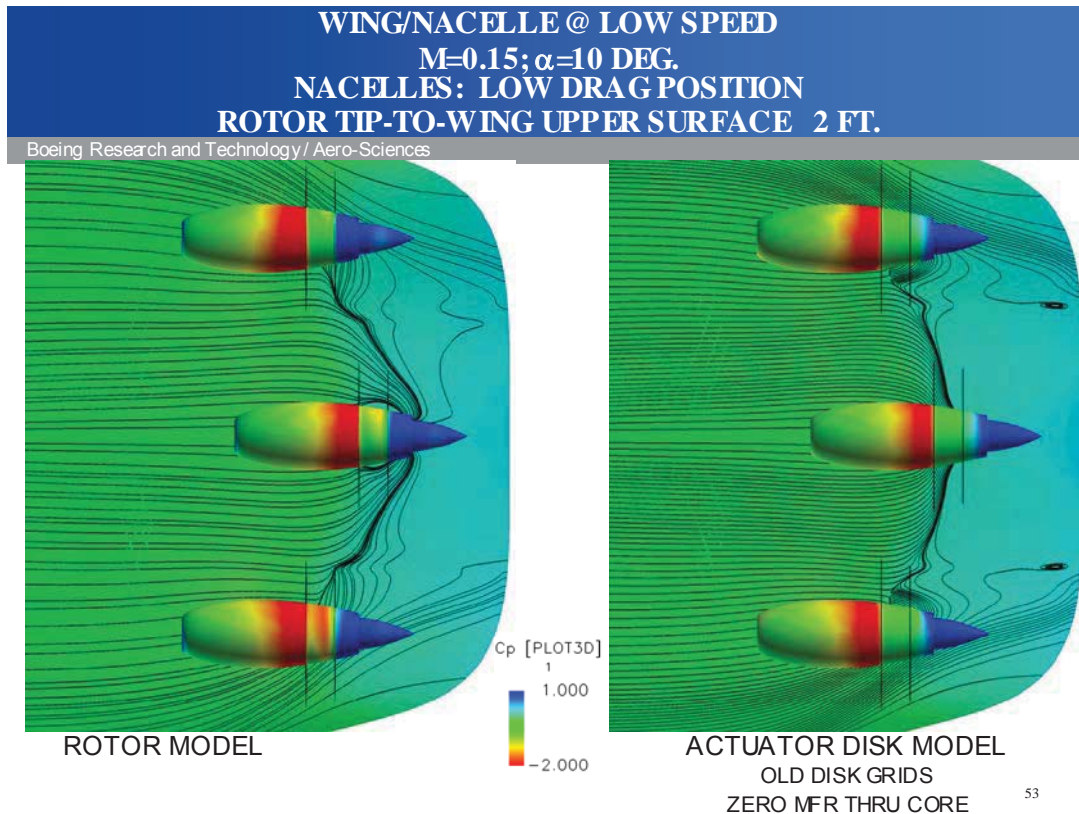 WING/NACELLE @ LOW SPEED
M=0.15; α=10 DEG.
NACELLES: LOW DRAG POSITION
ROTOR TIP-TO-WING UPPER SURFACE 2 FT.
Boeing Research and Technology / Aero-Sciences
Cp [PLOT3D]
1
1.000
-2.000
ROTOR MODEL
ACTUATOR DISK MODEL
OLD DISK GRIDS
ZERO MFR THRU CORE
53